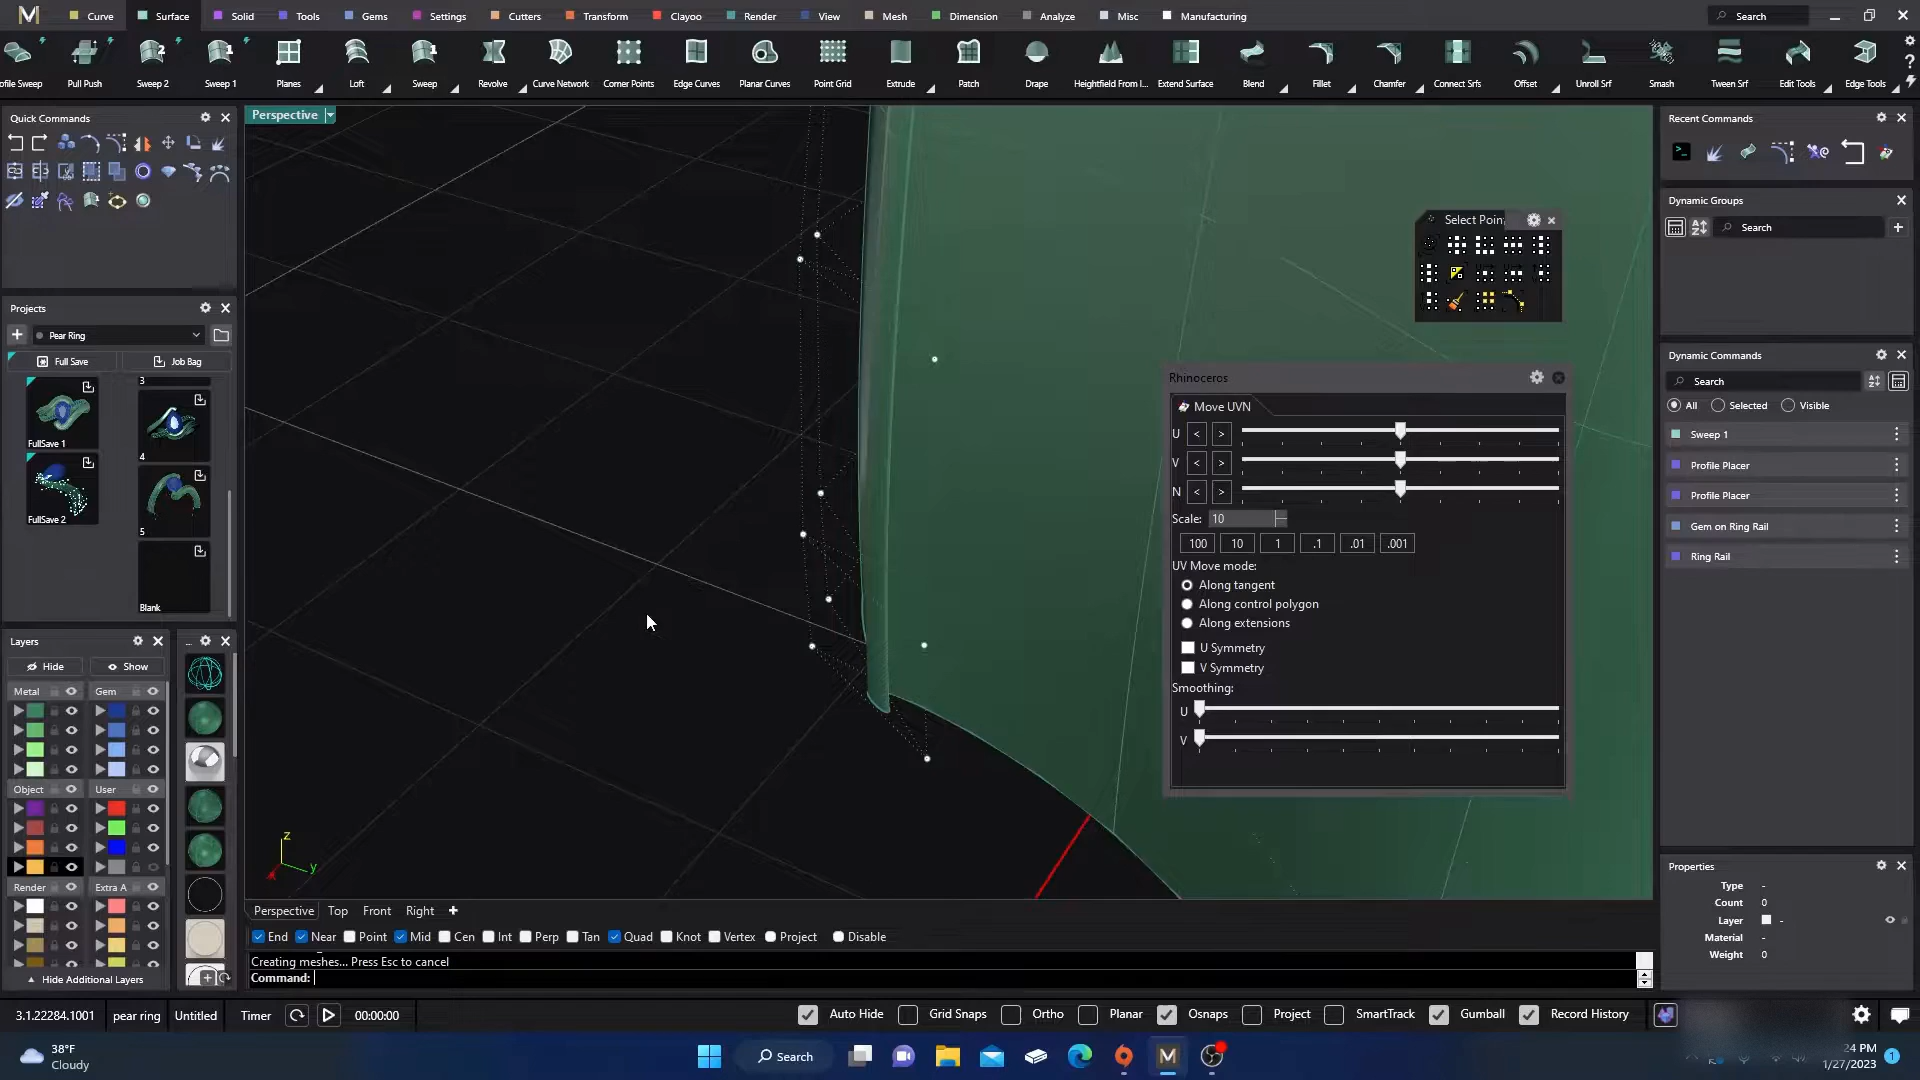 Curve Surface Solid Tools Gems Settings Cutters Transform Clayoo Render View Mesh Dimension Analyze Misc Manufacturing Search
ofile Sweep Pull Push Sweep 2 Sweep 1 Planes Loft Sweep Revolve Curve Network Corner Points Edge Curves Planar Curves Point Grid Extrude Patch Drape Heightfield From I... Extend Surface Blend Fillet Chamfer Connect Srfs Offset Unroll Srf Smash Tween Srf Edit Tools Edge Tools
Quick Commands
Perspective
Recent Commands
Dynamic Groups
Search
Select Poin
Projects
Pear Ring
Full Save Job Bag
3
FullSave 1
4
FullSave 2
5
Blank
Dynamic Commands
Search
All Selected Visible
Sweep 1
Profile Placer
Profile Placer
Gem on Ring Rail
Ring Rail
Rhinoceros
Move UVN
U < >
V < >
N < >
Scale: 10
100 10 1 .1 .01 .001
UV Move mode:
Along tangent
Along control polygon
Along extensions
U Symmetry
V Symmetry
Smoothing:
U
V
Layers ...
Hide Show
Metal Gem
Object User
Render Extra A
Hide Additional Layers
z
y
Perspective Top Front Right
End Near Point Mid Cen Int Perp Tan Quad Knot Vertex Project Disable
Creating meshes... Press Esc to cancel
Command:
Properties
Type -
Count 0
Layer -
Material -
Weight 0
3.1.22284.1001 pear ring Untitled Timer 00:00:00 Auto Hide Grid Snaps Ortho Planar Osnaps Project SmartTrack Gumball Record History
38°F
Cloudy
Search
24 PM
1/27/2023
1